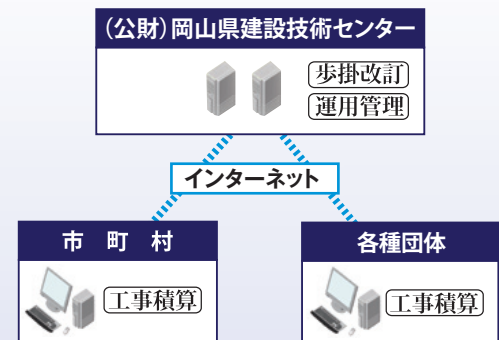 (公財)岡山県建設技術センター
歩掛改訂
運用管理
インターネット
市 町 村
工事積算
各種団体
工事積算